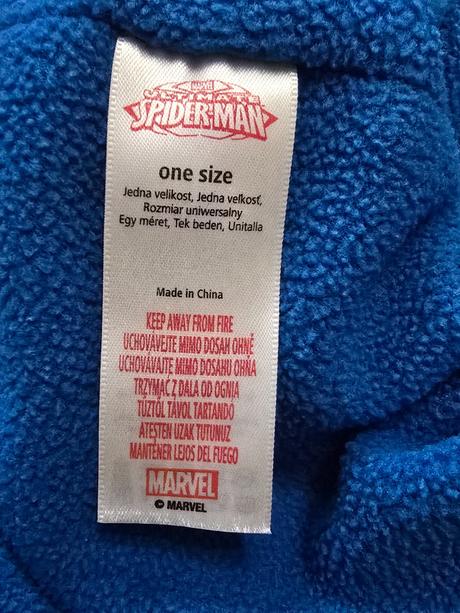 MARVEL
ULTIMATE
SPIDER-MAN
one size
Jedna velikost, Jedna veľkosť,
Rozmiar uniwersalny
Egy méret, Tek beden, Unitalla
Made in China
KEEP AWAY FROM FIRE
UCHOVÁVEJTE MIMO DOSAH OHNĚ
UCHOVÁVAJTE MIMO DOSAHU OHŇA
TRZYMAĆ Z DALA OD OGNIA
TŰZTŐL TÁVOL TARTANDÓ
ATEŞTEN UZAK TUTUNUZ
MANTENER LEJOS DEL FUEGO
MARVEL
© MARVEL